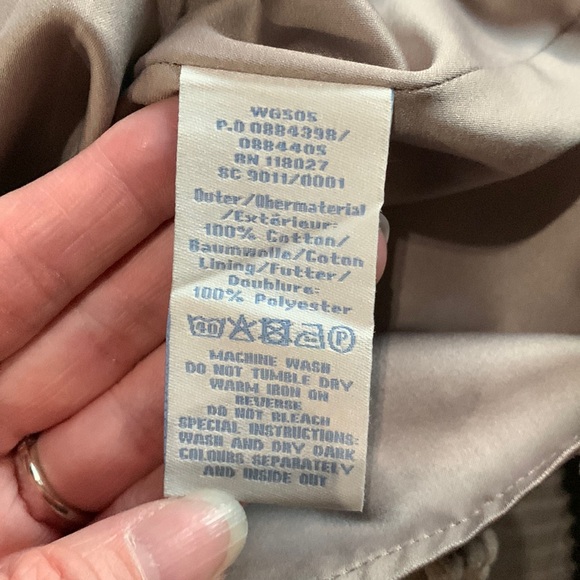 WG505
P.O 0884398/
0884405
RN 118027
SC 9011/0001
Outer/Obermaterial
/Extérieur:
100% Cotton/
Baumwolle/Coton
Lining/Futter/
Doublure:
100% Polyester
40 P
MACHINE WASH
DO NOT TUMBLE DRY
WARM IRON ON
REVERSE
DO NOT BLEACH
SPECIAL INSTRUCTIONS:
WASH AND DRY DARK
COLOURS SEPARATELY
AND INSIDE OUT